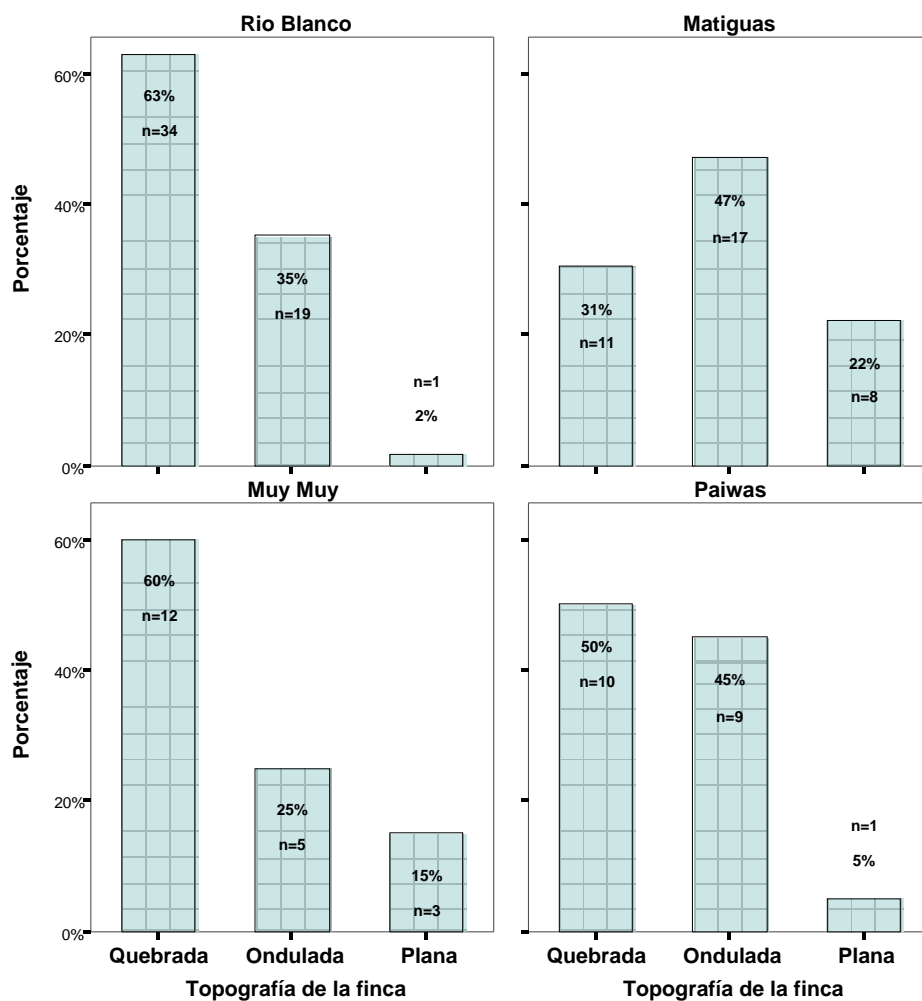 Rio Blanco
Matiguas
Porcentaje
60%
40%
20%
0%
63%
n=34
35%
n=19
n=1
2%
31%
n=11
47%
n=17
22%
n=8
Muy Muy
Paiwas
Porcentaje
60%
40%
20%
0%
60%
n=12
25%
n=5
15%
n=3
50%
n=10
45%
n=9
n=1
5%
Quebrada Ondulada Plana
Quebrada Ondulada Plana
Topografía de la finca
Topografía de la finca